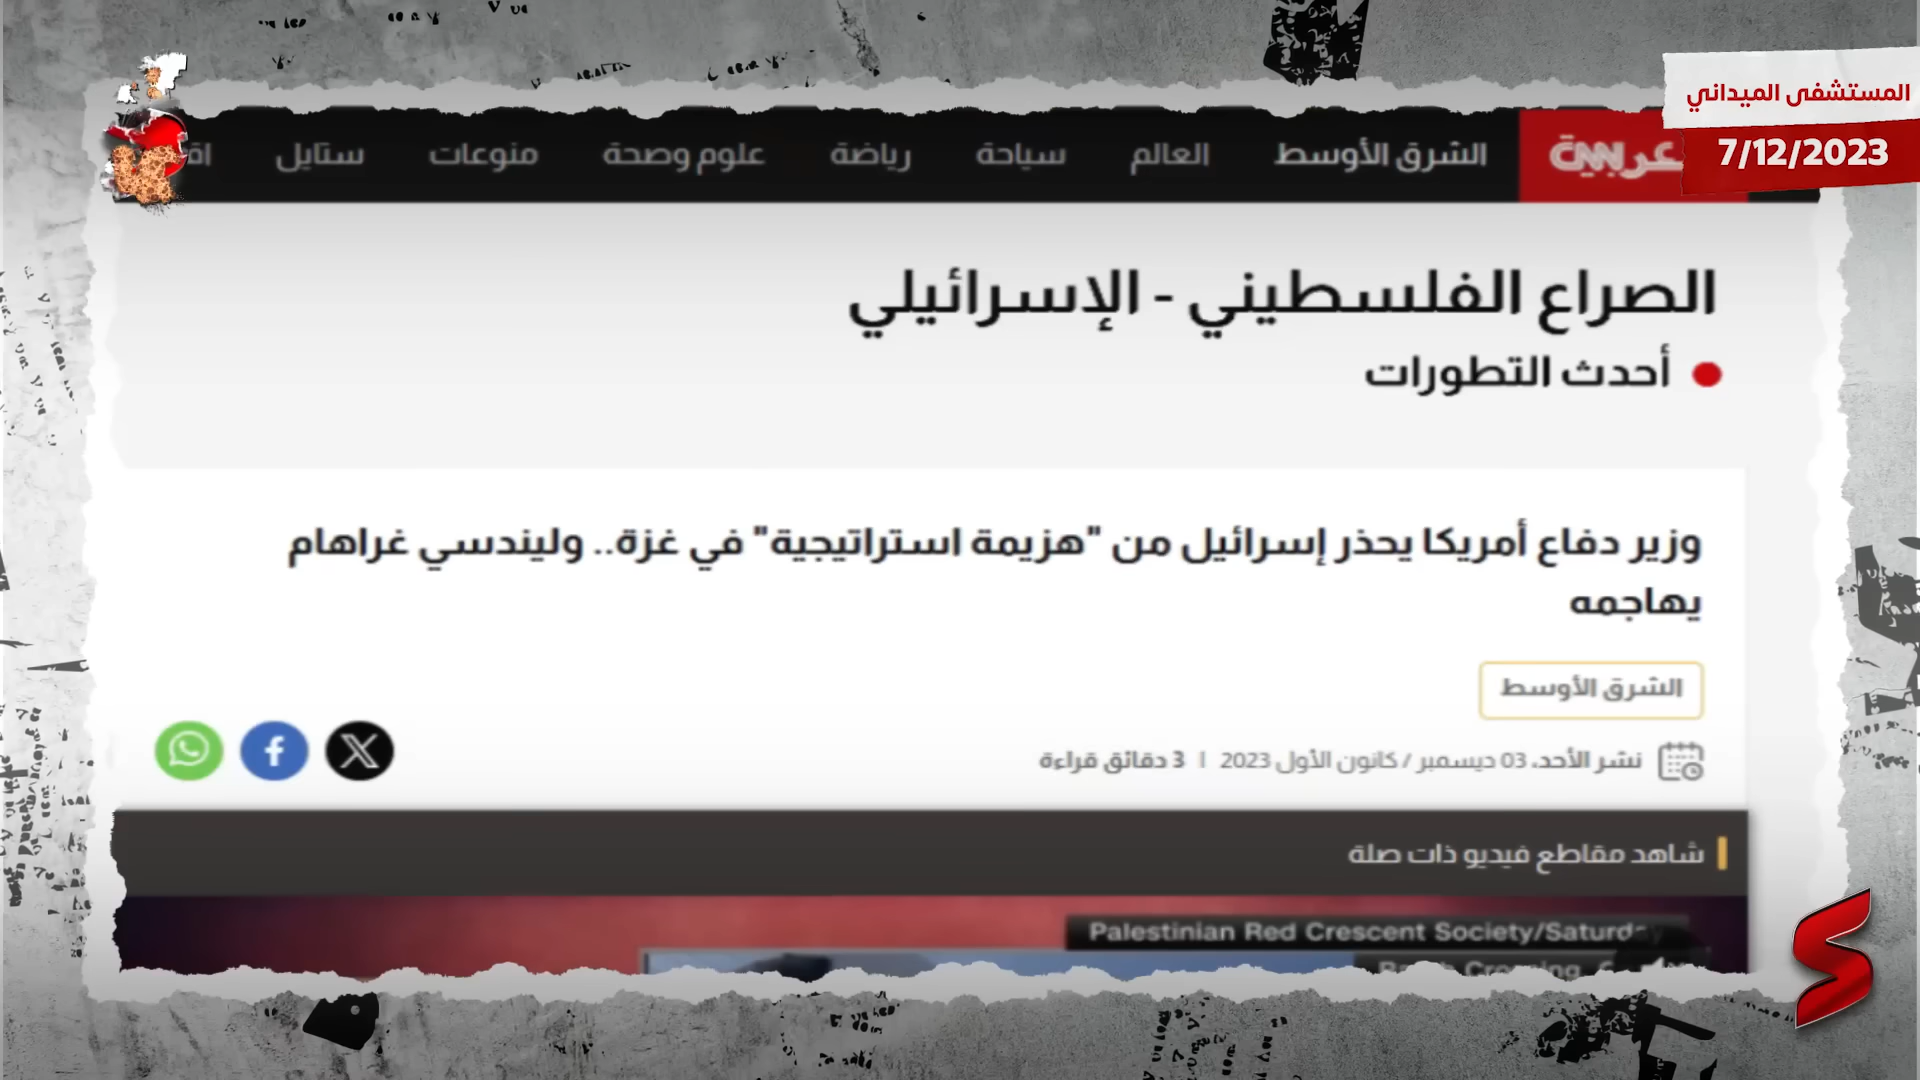 المستشفى الميداني
7/12/2023
عربية CNN
الشرق الأوسط
العالم
سياحة
رياضة
علوم وصحة
منوعات
ستايل
الصراع الفلسطيني - الإسرائيلي
أحدث التطورات
وزير دفاع أمريكا يحذر إسرائيل من "هزيمة استراتيجية" في غزة.. وليندسي غراهام
يهاجمه
الشرق الأوسط
نشر الأحد، 03 ديسمبر / كانون الأول 2023 | 3 دقائق قراءة
شاهد مقاطع فيديو ذات صلة
Palestinian Red Crescent Society/Saturday